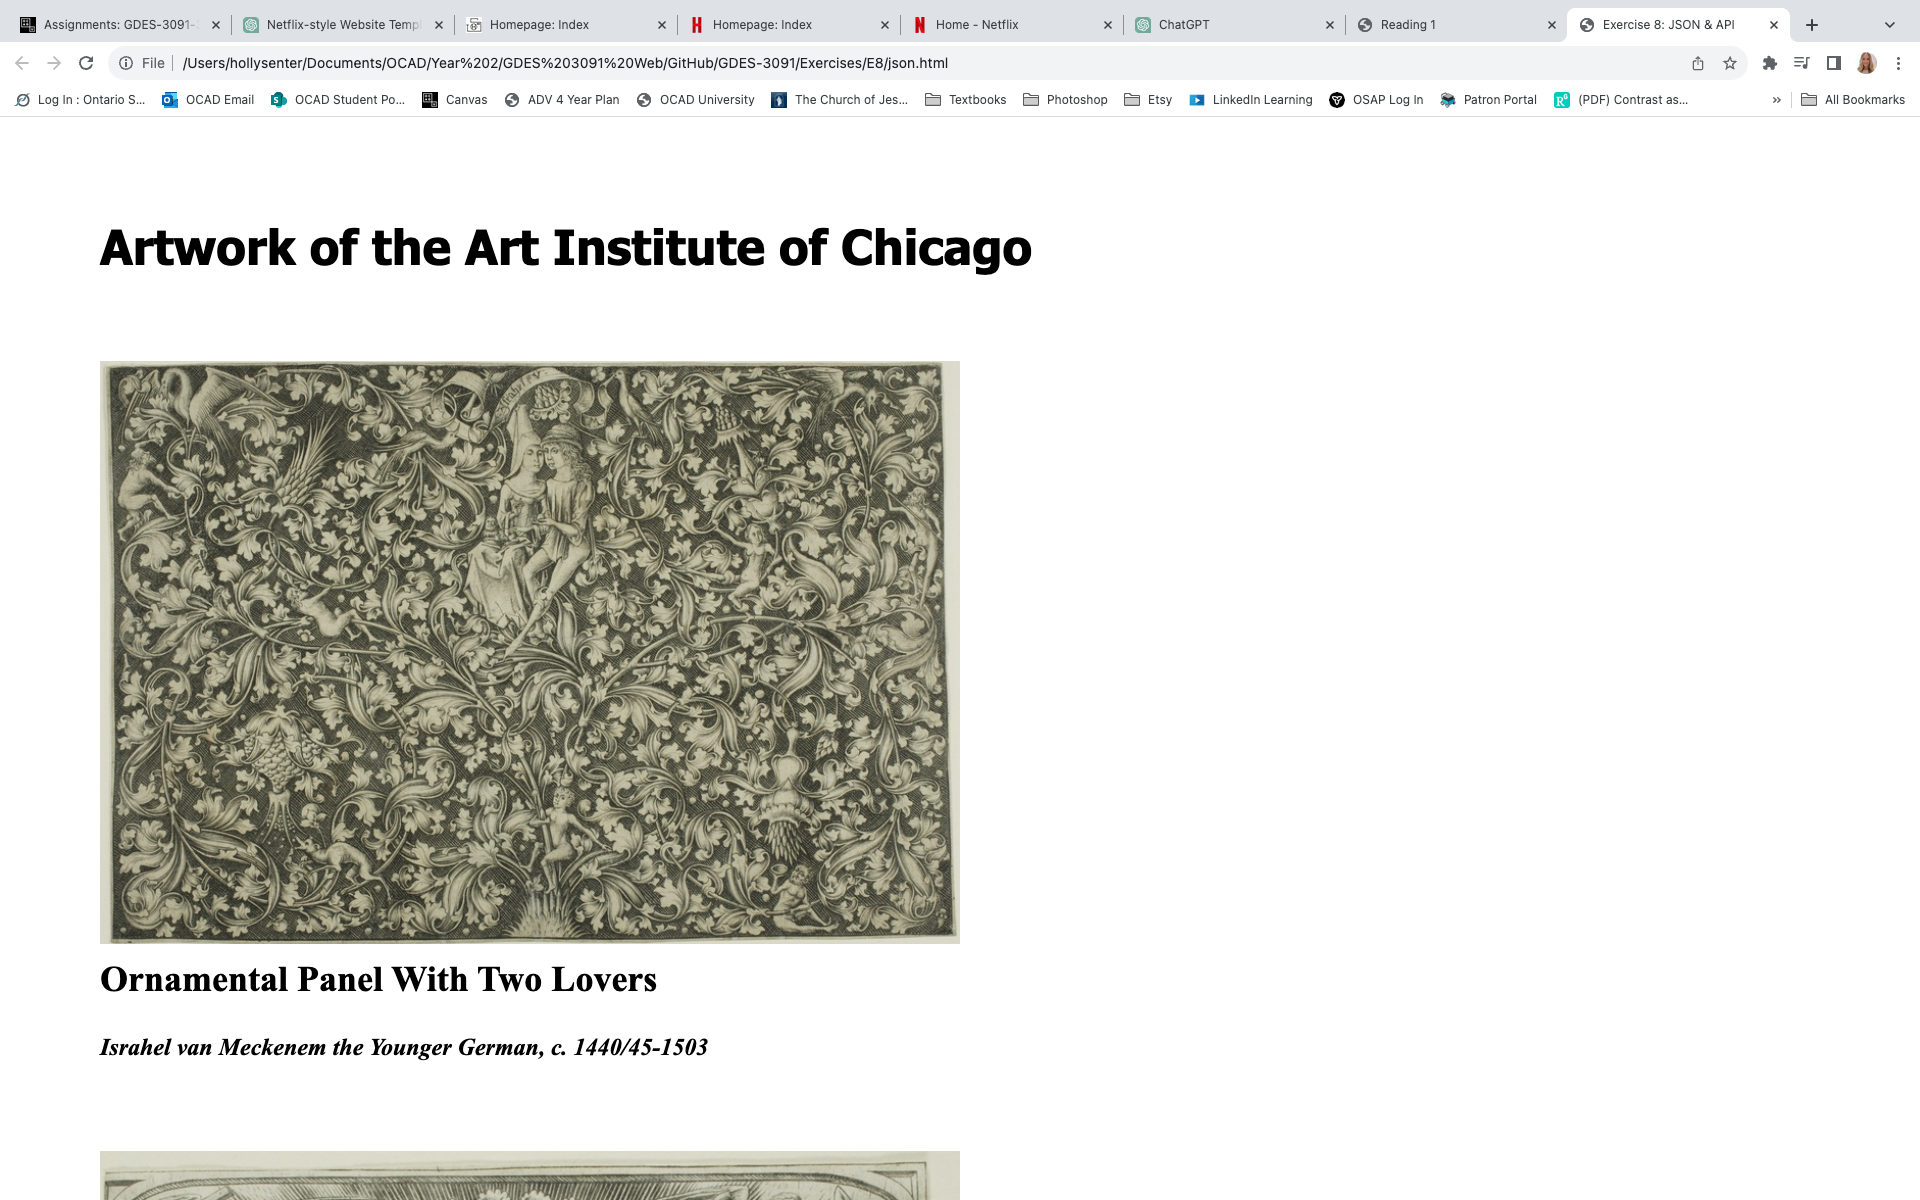 Assignments: GDES-3091-
Netflix-style Website Temp
Homepage: Index
Homepage: Index
Home - Netflix
ChatGPT
Reading 1
Exercise 8: JSON & API
File
/Users/hollysenter/Documents/OCAD/Year%202/GDES%203091%20Web/GitHub/GDES-3091/Exercises/E8/json.html
Log In : Ontario S...
OCAD Email
OCAD Student Po...
Canvas
ADV 4 Year Plan
OCAD University
The Church of Jes...
Textbooks
Photoshop
Etsy
LinkedIn Learning
OSAP Log In
Patron Portal
(PDF) Contrast as...
»
All Bookmarks
Artwork of the Art Institute of Chicago
Ornamental Panel With Two Lovers
Israhel van Meckenem the Younger German, c. 1440/45-1503